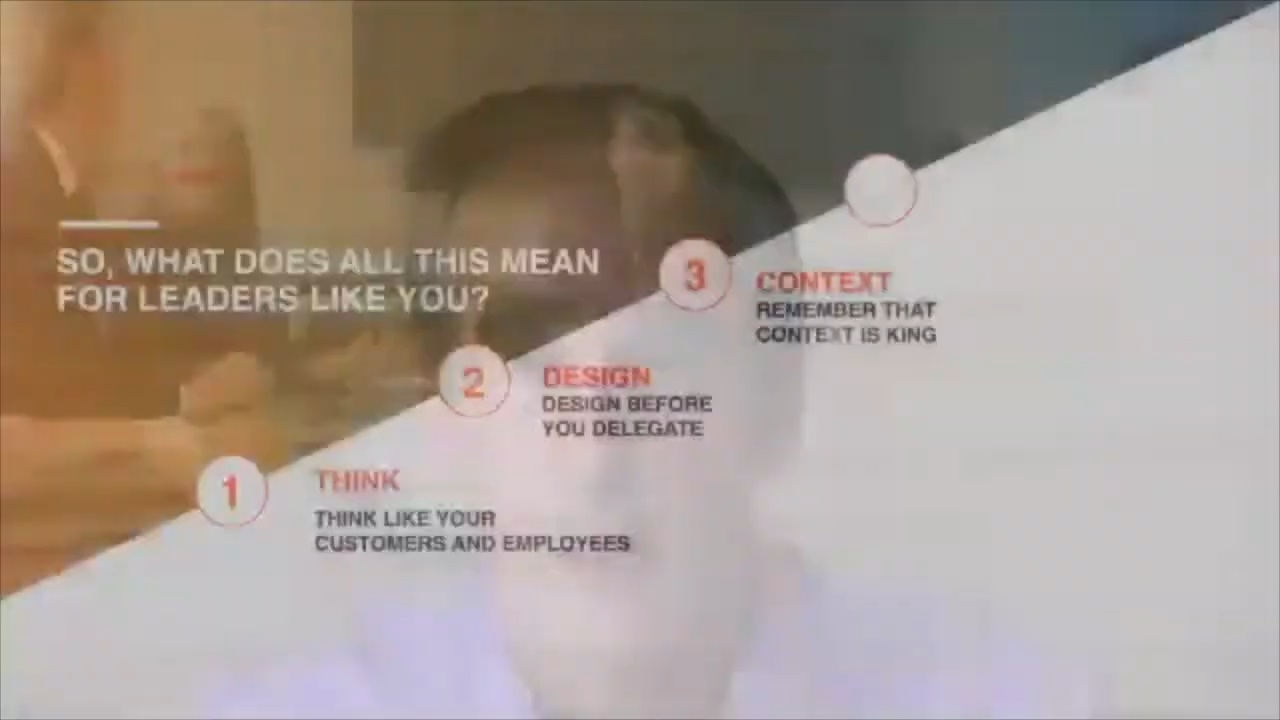 SO, WHAT DOES ALL THIS MEAN
FOR LEADERS LIKE YOU?
3
CONTEXT
REMEMBER THAT
CONTEXT IS KING
2
DESIGN
DESIGN BEFORE
YOU DELEGATE
1
THINK
THINK LIKE YOUR
CUSTOMERS AND EMPLOYEES